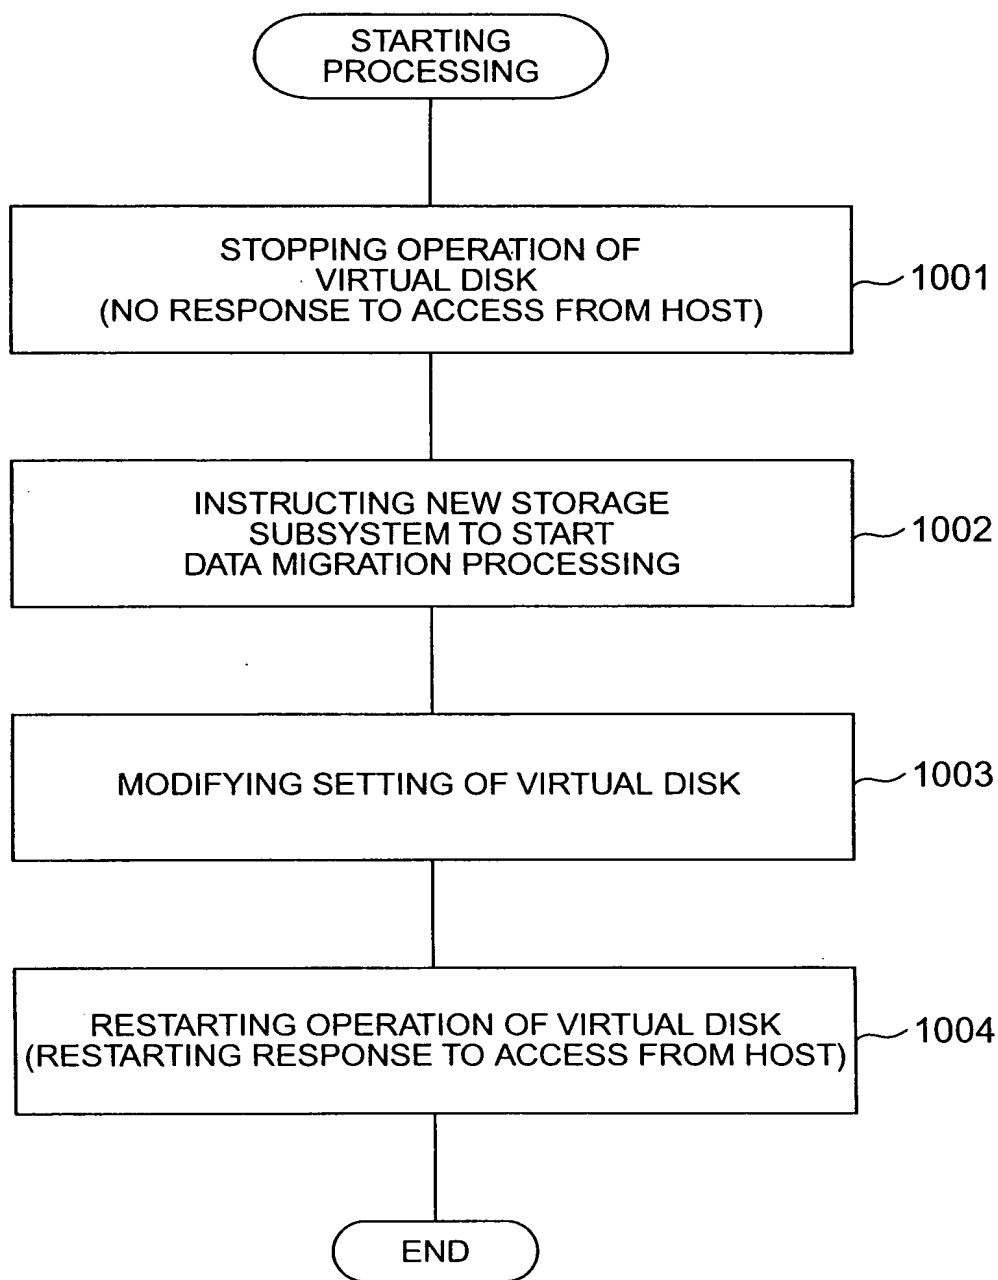 STARTING
PROCESSING
STOPPING OPERATION OF
VIRTUAL DISK
(NO RESPONSE TO ACCESS FROM HOST)
1001
INSTRUCTING NEW STORAGE
SUBSYSTEM TO START
DATA MIGRATION PROCESSING
1002
MODIFYING SETTING OF VIRTUAL DISK
1003
RESTARTING OPERATION OF VIRTUAL DISK
(RESTARTING RESPONSE TO ACCESS FROM HOST)
1004
END